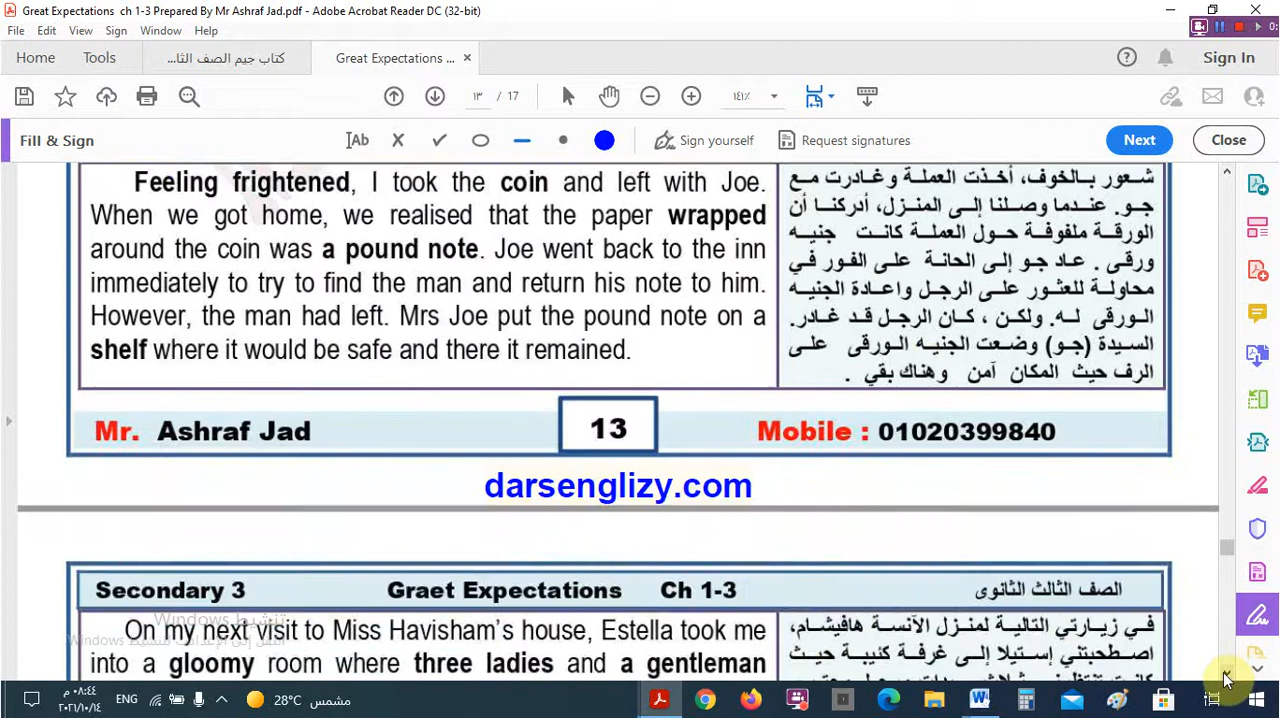 Great Expectations  ch 1-3 Prepared By Mr Ashraf Jad.pdf - Adobe Acrobat Reader DC (32-bit)
File Edit View Sign Window Help
Home Tools كتاب جيم الصف الثا... Great Expectations ... × Sign In
١٣ / 17 ١٤١٪
Fill & Sign Ab Sign yourself Request signatures Next Close
Feeling frightened, I took the coin and left with Joe.
When we got home, we realised that the paper wrapped
around the coin was a pound note. Joe went back to the inn
immediately to try to find the man and return his note to him.
However, the man had left. Mrs Joe put the pound note on a
shelf where it would be safe and there it remained.
شعور بالخوف، أخذت العملة وغادرت مع
جو. عندما وصلنا إلى المنزل، أدركنا أن
الورقة ملفوفة حول العملة كانت جنيه
ورقى . عاد جو إلى الحانة على الفور في
محاولة للعثور على الرجل واعادة الجنيه
الورقى له. ولكن ، كان الرجل قد غادر.
السيدة (جو) وضعت الجنيه الورقى على
الرف حيث المكان آمن وهناك بقي .
Mr. Ashraf Jad 13 Mobile : 01020399840
darsenglizy.com
Secondary 3 Graet Expectations Ch 1-3 الصف الثالث الثانوى
On my next visit to Miss Havisham's house, Estella took me
into a gloomy room where three ladies and a gentleman
في زيارتي التالية لمنزل الآنسة هافيشام،
اصطحبتني إستيلا إلى غرفة كئيبة حيث
تنشيط Windows
ENG ٠٨:٤٤ م
٢٠٢١/١٠/١٤
28°C مشمس